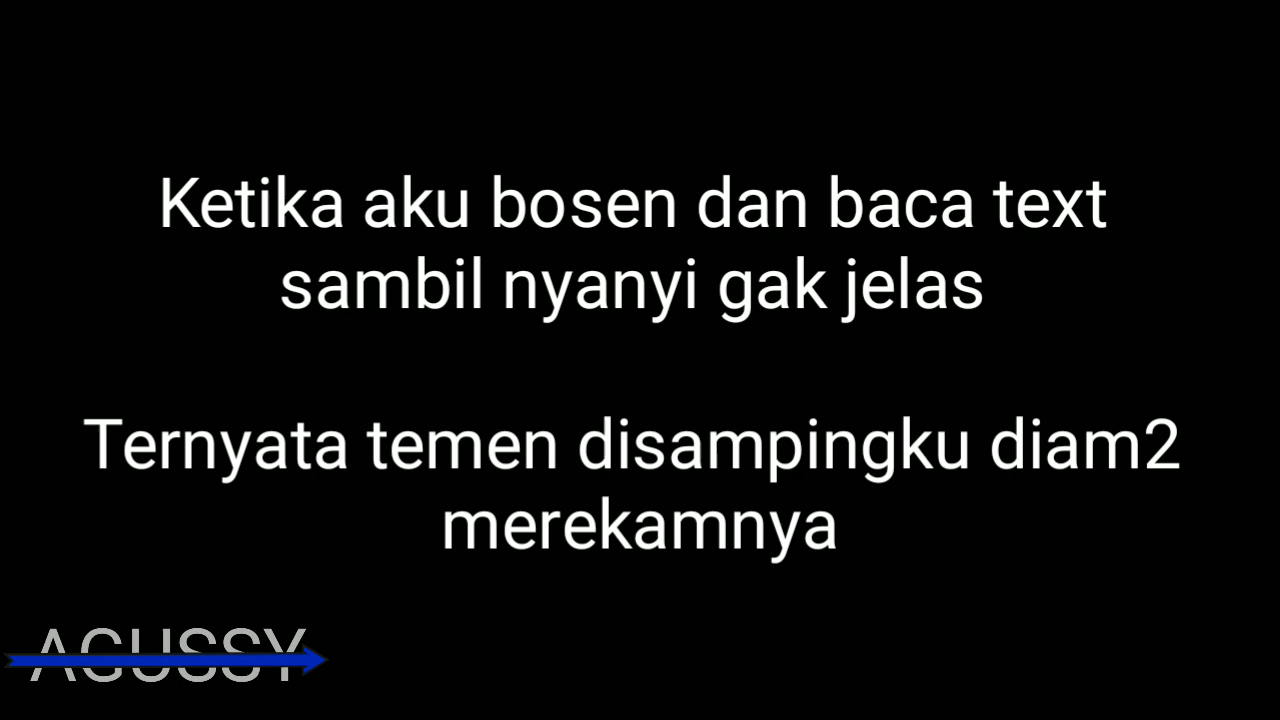 Ketika aku bosen dan baca text
sambil nyanyi gak jelas
Ternyata temen disampingku diam2
merekamnya
AGUSSY